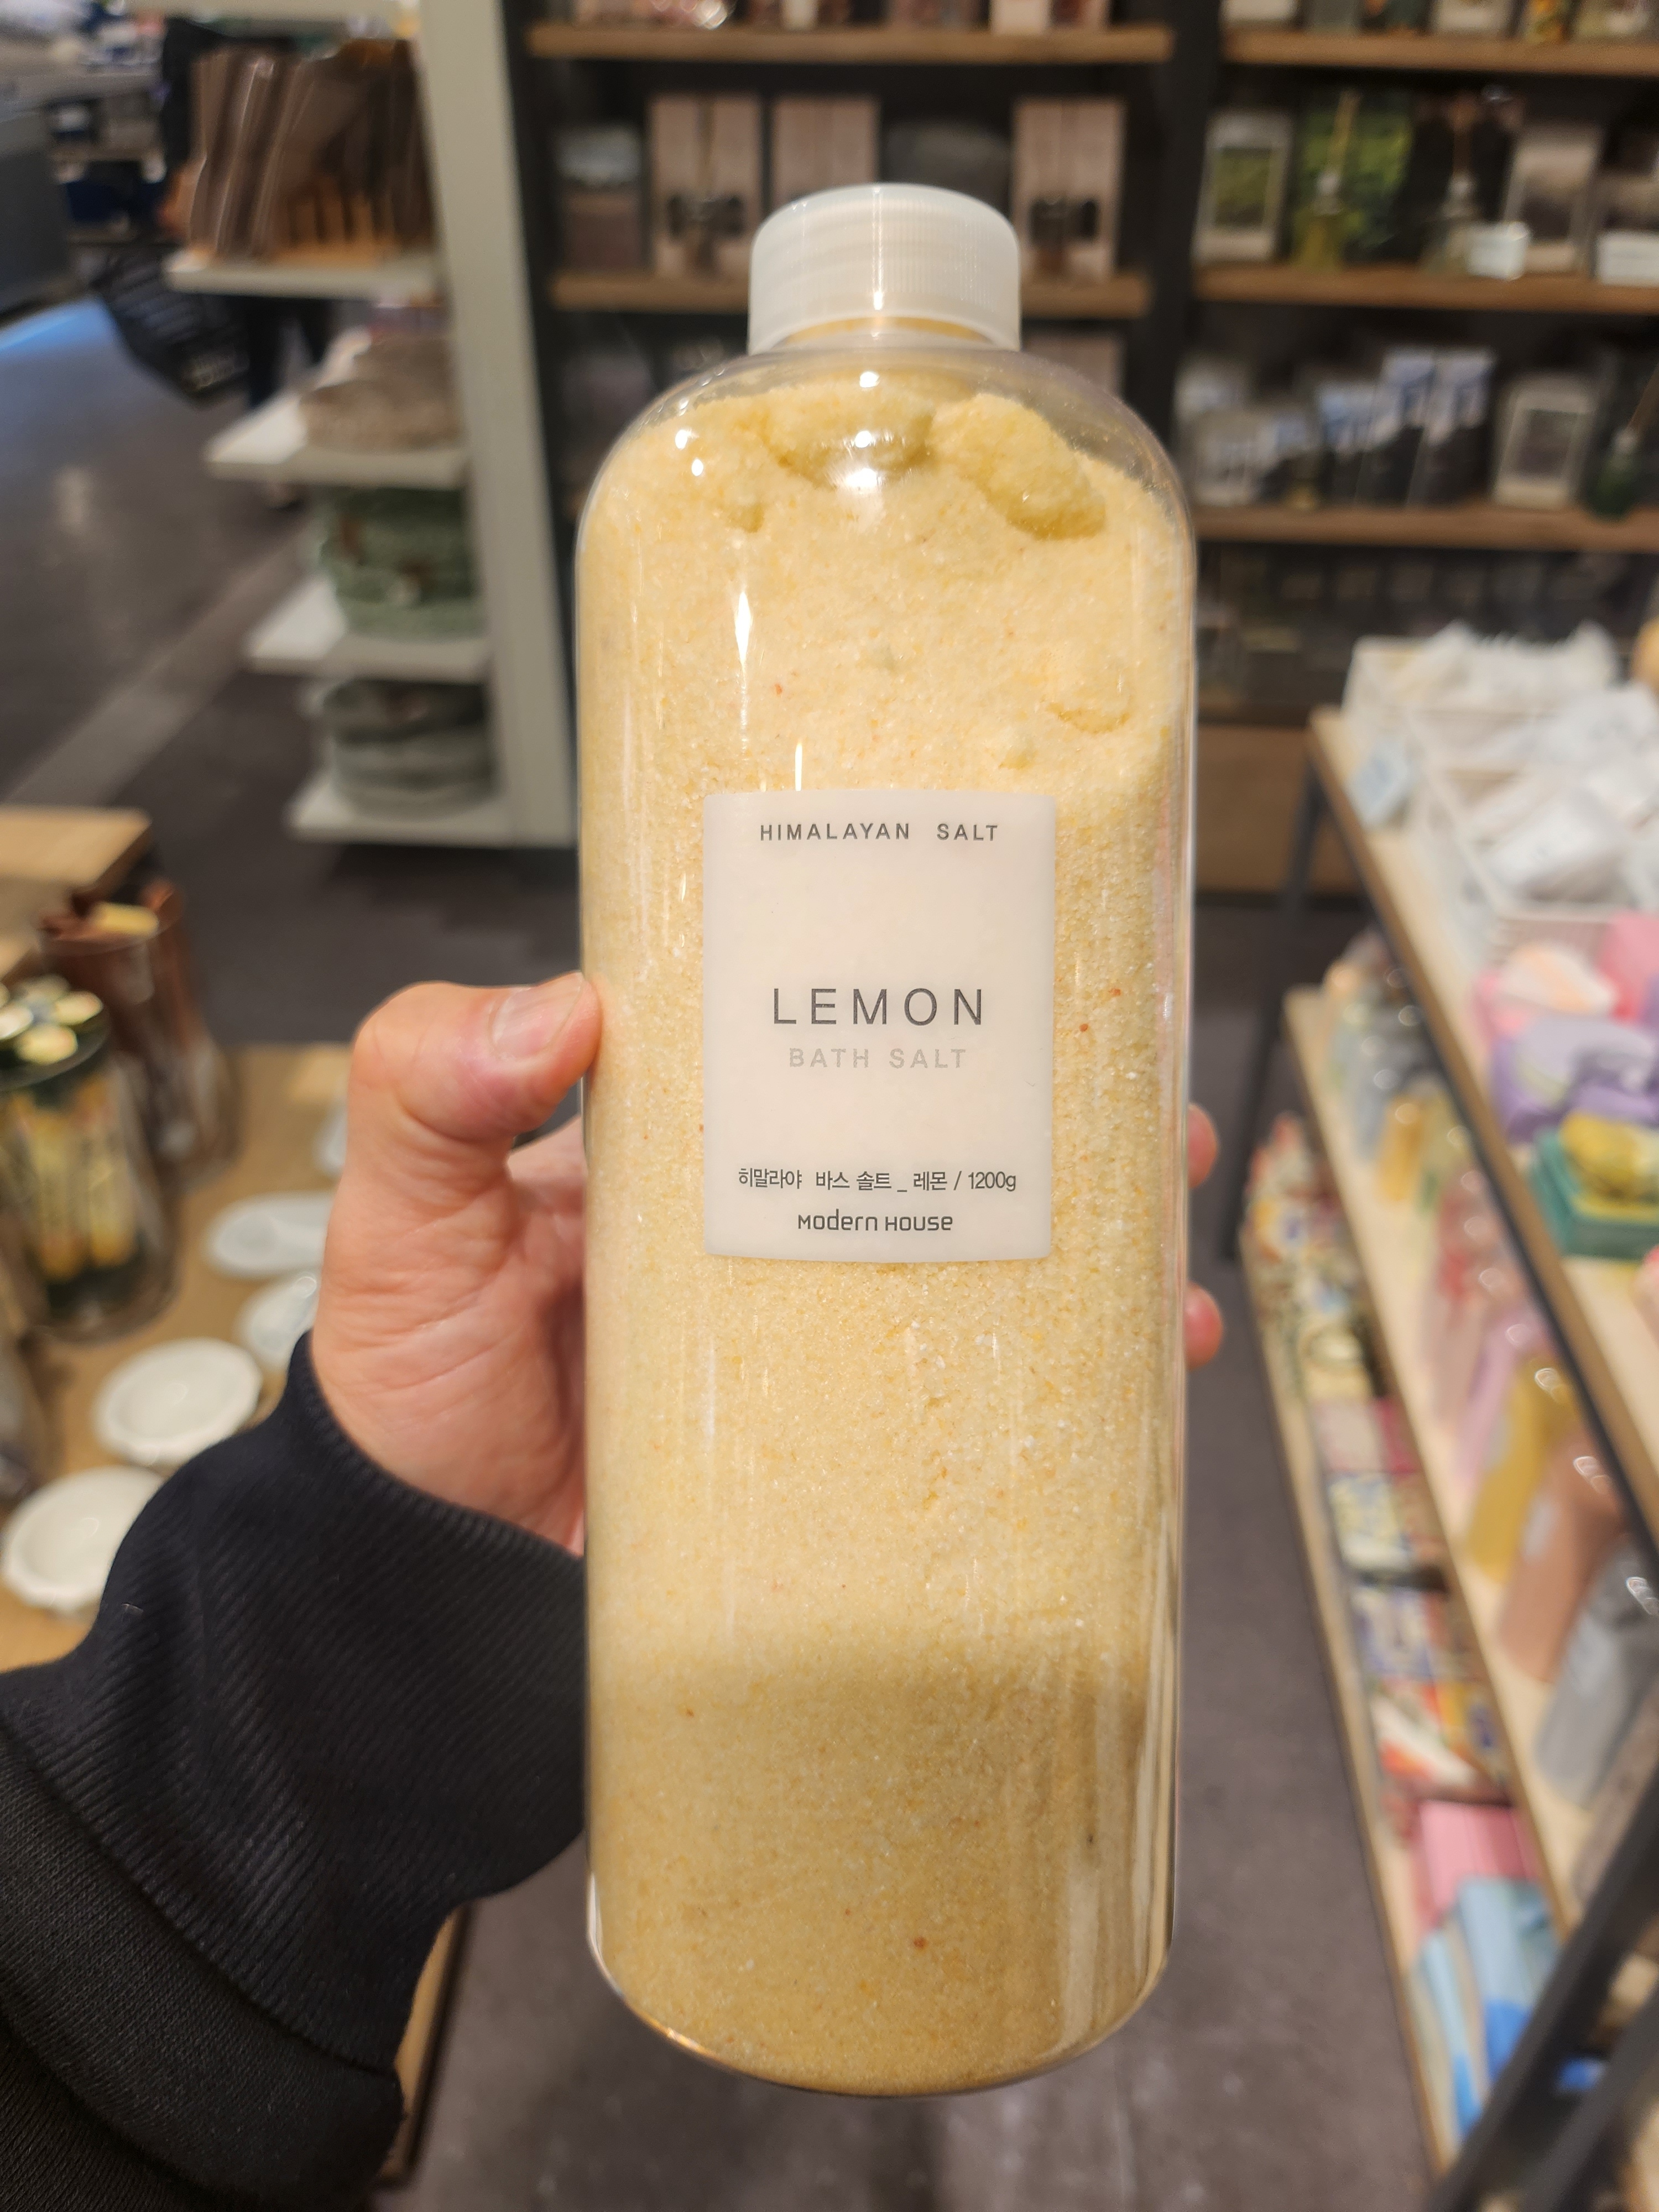 HIMALAYAN SALT
LEMON
BATH SALT
히말라야 바스 솔트 _ 레몬 / 1200g
MODERN HOUSE